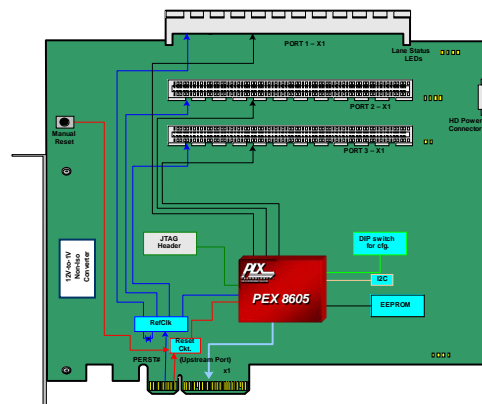 PORT 1 – X1
Lane Status
LEDs
PORT 2 – X1
HD Power
Connector
Manual
Reset
PORT 3 – X1
JTAG
Header
DIP switch
for cfg.
12V-to-1V
Non-Iso
Converter
PLX
PEX 8605
I2C
EEPROM
RefClk
Reset
Ckt.
PERST#
(Upstream Port)
x1